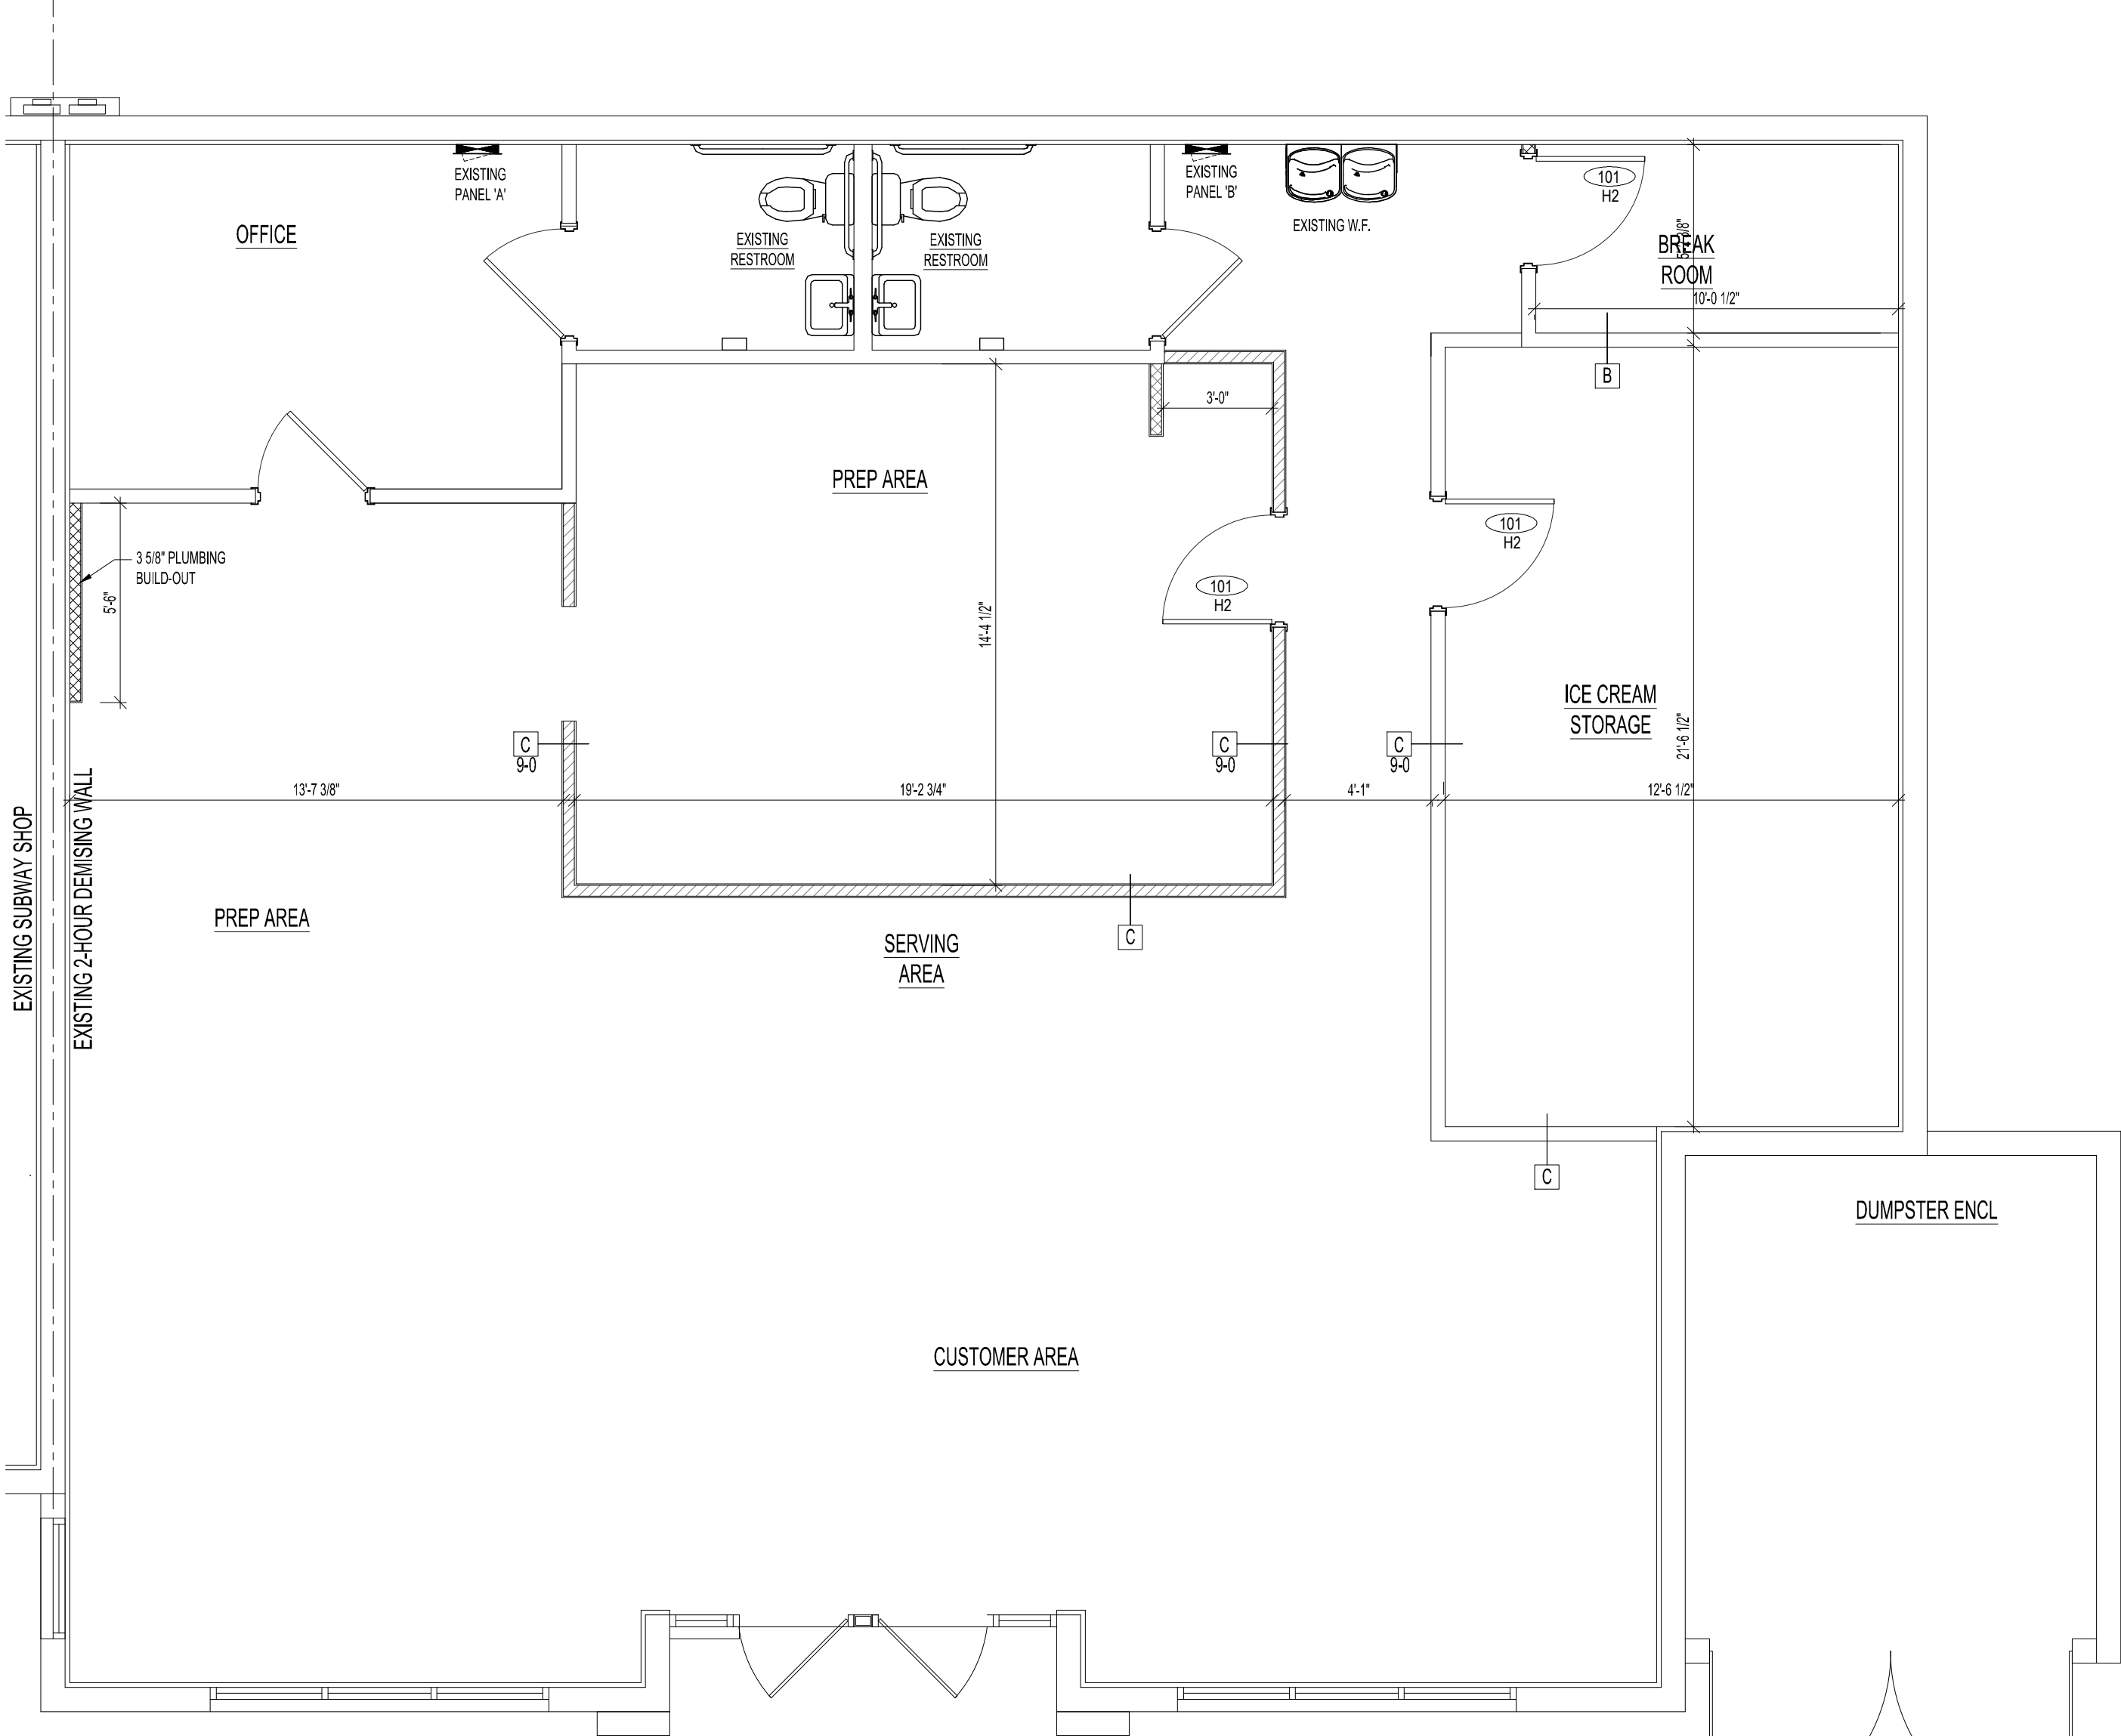 EXISTING
PANEL 'A'
EXISTING
PANEL 'B'
EXISTING W.F.
101
H2
OFFICE
EXISTING
RESTROOM
EXISTING
RESTROOM
BREAK
ROOM
10'-0 1/2"
B
3'-0"
PREP AREA
101
H2
3 5/8" PLUMBING
BUILD-OUT
5'-6"
14'-4 1/2"
101
H2
ICE CREAM
STORAGE
21'-6 1/2"
C
9-0
C
9-0
C
9-0
13'-7 3/8"
19'-2 3/4"
4'-1"
12'-6 1/2"
EXISTING SUBWAY SHOP
EXISTING 2-HOUR DEMISING WALL
PREP AREA
SERVING
AREA
C
C
DUMPSTER ENCL
CUSTOMER AREA